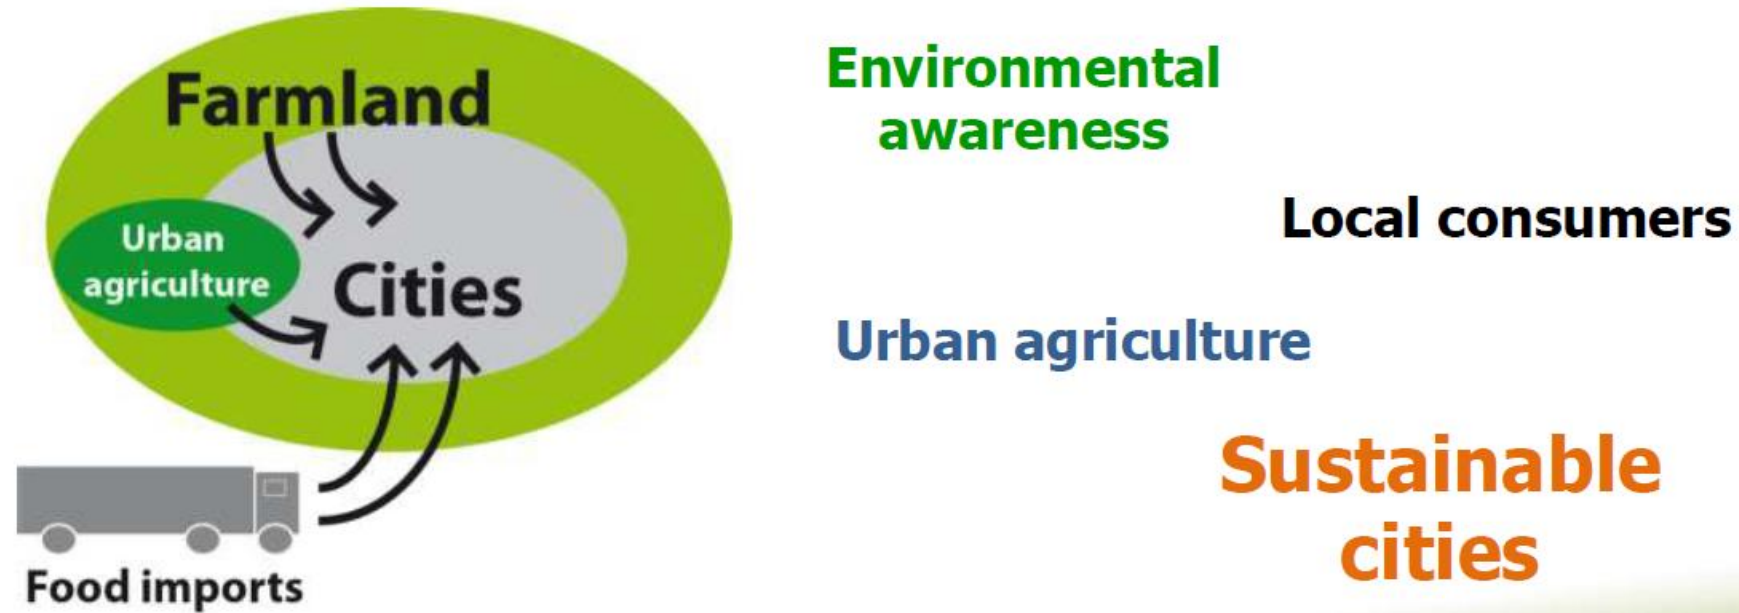 Farmland
Urban
agriculture
Cities
Food imports
Environmental
awareness
Local consumers
Urban agriculture
Sustainable
cities